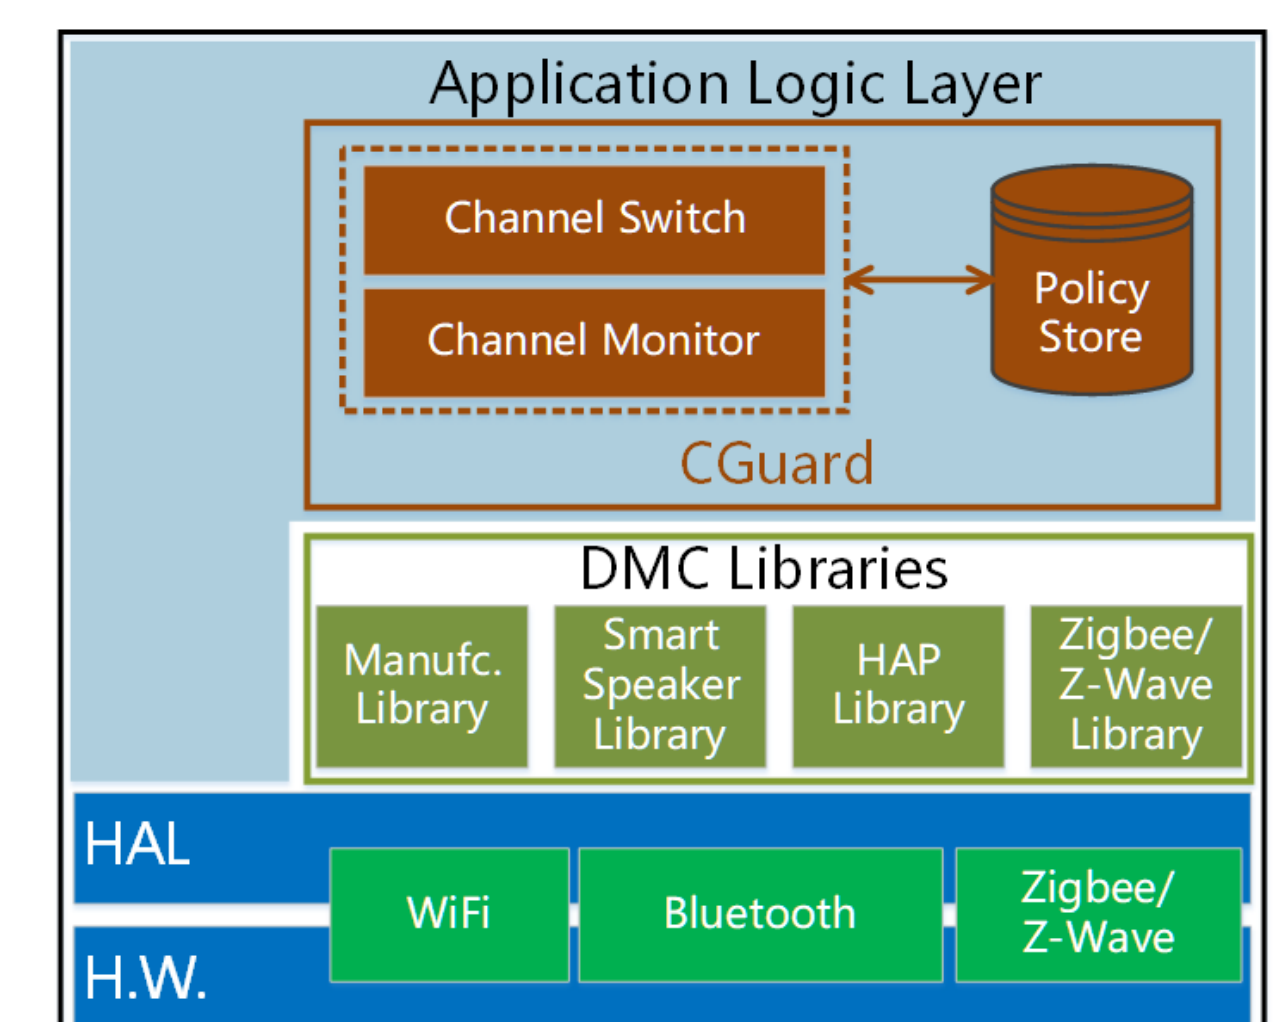 Application Logic Layer
Channel Switch
Channel Monitor
Policy
Store
CGuard
DMC Libraries
Manufc.
Library
Smart
Speaker
Library
HAP
Library
Zigbee/
Z-Wave
Library
HAL
WiFi
Bluetooth
Zigbee/
Z-Wave
H.W.